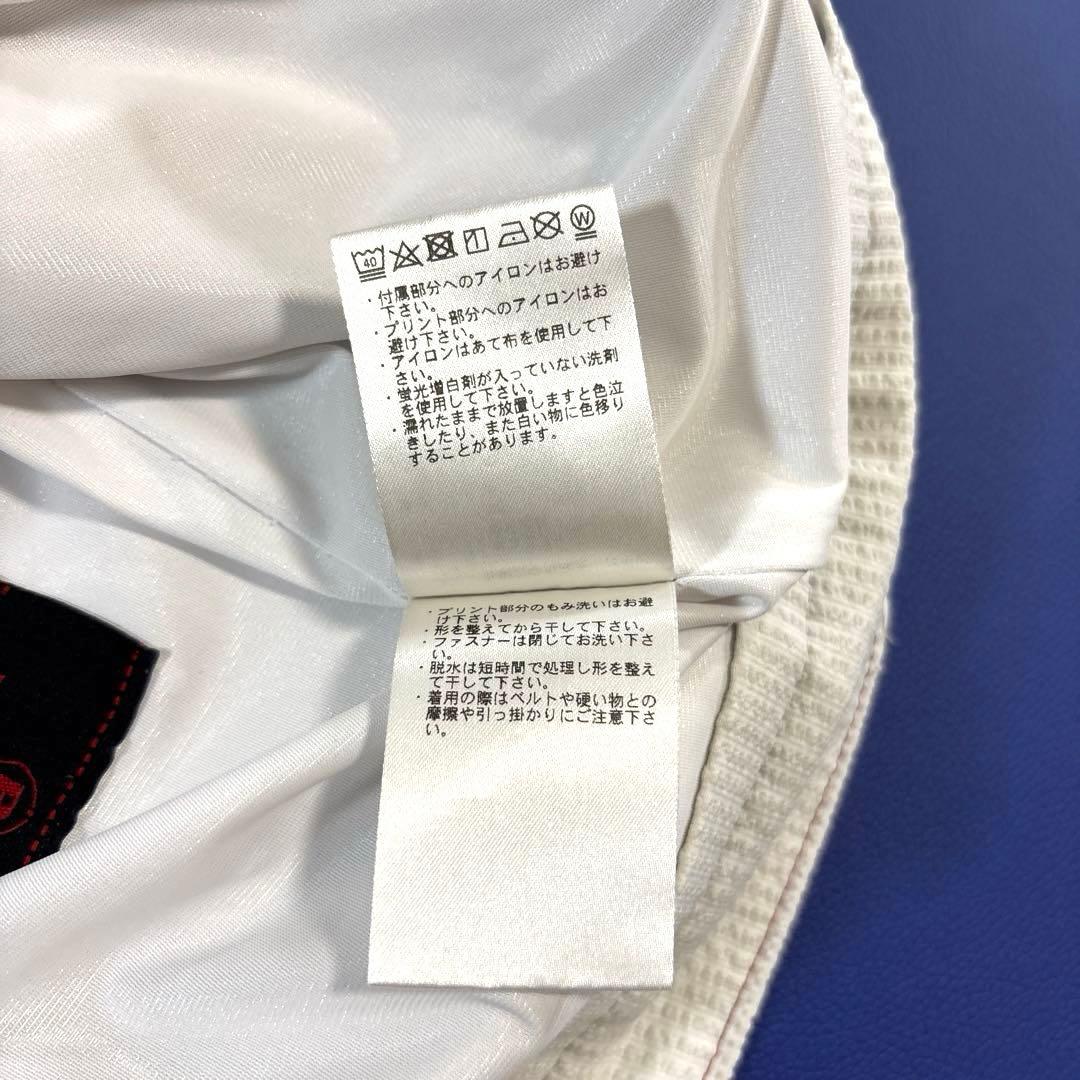 40 W
・付属部分へのアイロンはお避け
下さい。
・プリント部分へのアイロンはお
避け下さい。
・アイロンはあて布を使用して下
さい。
・蛍光増白剤が入っていない洗剤
を使用して下さい。
・濡れたままで放置しますと色泣
きしたり、また白い物に色移り
することがあります。
・プリント部分のもみ洗いはお避
け下さい。
・形を整えてから干して下さい。
・ファスナーは閉じてお洗い下さ
い。
・脱水は短時間で処理し形を整え
て干して下さい。
・着用の際はベルトや硬い物との
摩擦や引っ掛かりにご注意下さ
い。